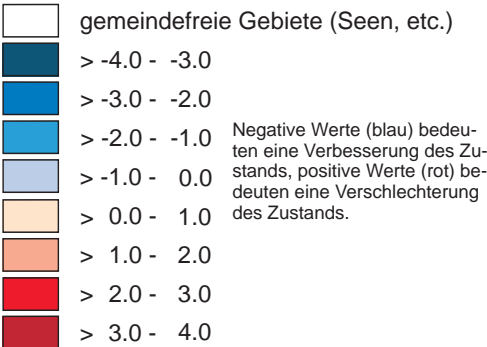 gemeindefreie Gebiete (Seen, etc.)
> -4.0 - -3.0
> -3.0 - -2.0
> -2.0 - -1.0
> -1.0 - 0.0
> 0.0 - 1.0
> 1.0 - 2.0
> 2.0 - 3.0
> 3.0 - 4.0
Negative Werte (blau) bedeu-
ten eine Verbesserung des Zu-
stands, positive Werte (rot) be-
deuten eine Verschlechterung
des Zustands.